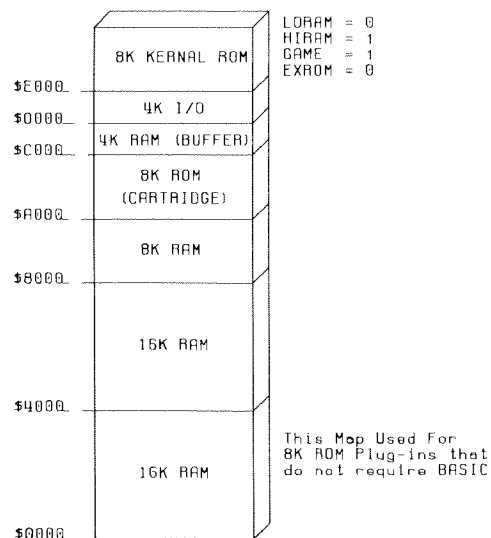 LORAM = 0
HIRAM = 1
GAME = 1
EXROM = 0
8K KERNAL ROM
$E000
4K I/O
$D000
4K RAM (BUFFER)
$C000
8K ROM
(CARTRIDGE)
$A000
8K RAM
$8000
16K RAM
$4000
This Map Used For
8K ROM Plug-ins that
do not require BASIC
16K RAM
$0000